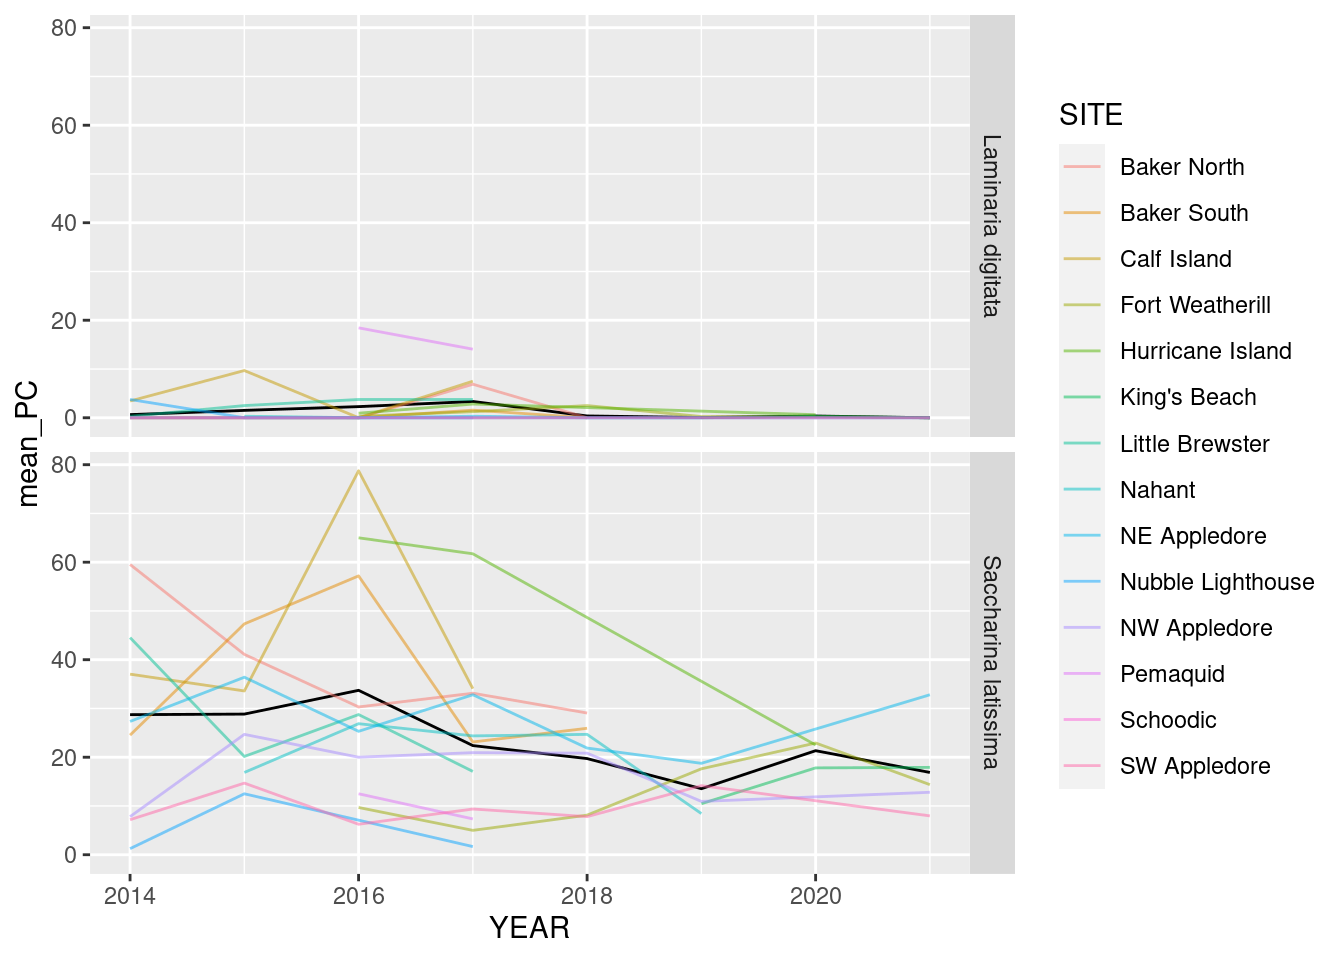 mean_PC
80
60
40
20
0
Laminaria digitata
80
60
40
20
0
Saccharina latissima
2014
2016
2018
2020
YEAR
SITE
Baker North
Baker South
Calf Island
Fort Weatherill
Hurricane Island
King's Beach
Little Brewster
Nahant
NE Appledore
Nubble Lighthouse
NW Appledore
Pemaquid
Schoodic
SW Appledore